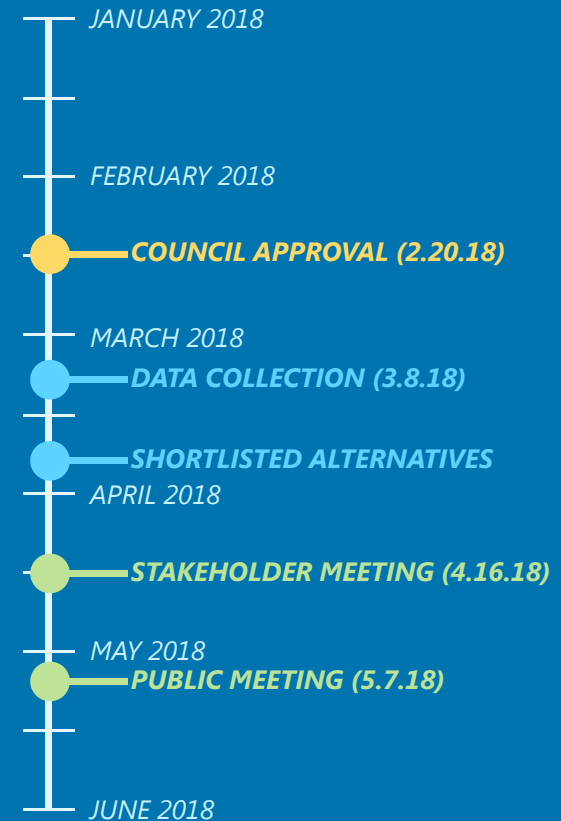 JANUARY 2018
FEBRUARY 2018
COUNCIL APPROVAL (2.20.18)
MARCH 2018
DATA COLLECTION (3.8.18)
SHORTLISTED ALTERNATIVES
APRIL 2018
STAKEHOLDER MEETING (4.16.18)
MAY 2018
PUBLIC MEETING (5.7.18)
JUNE 2018